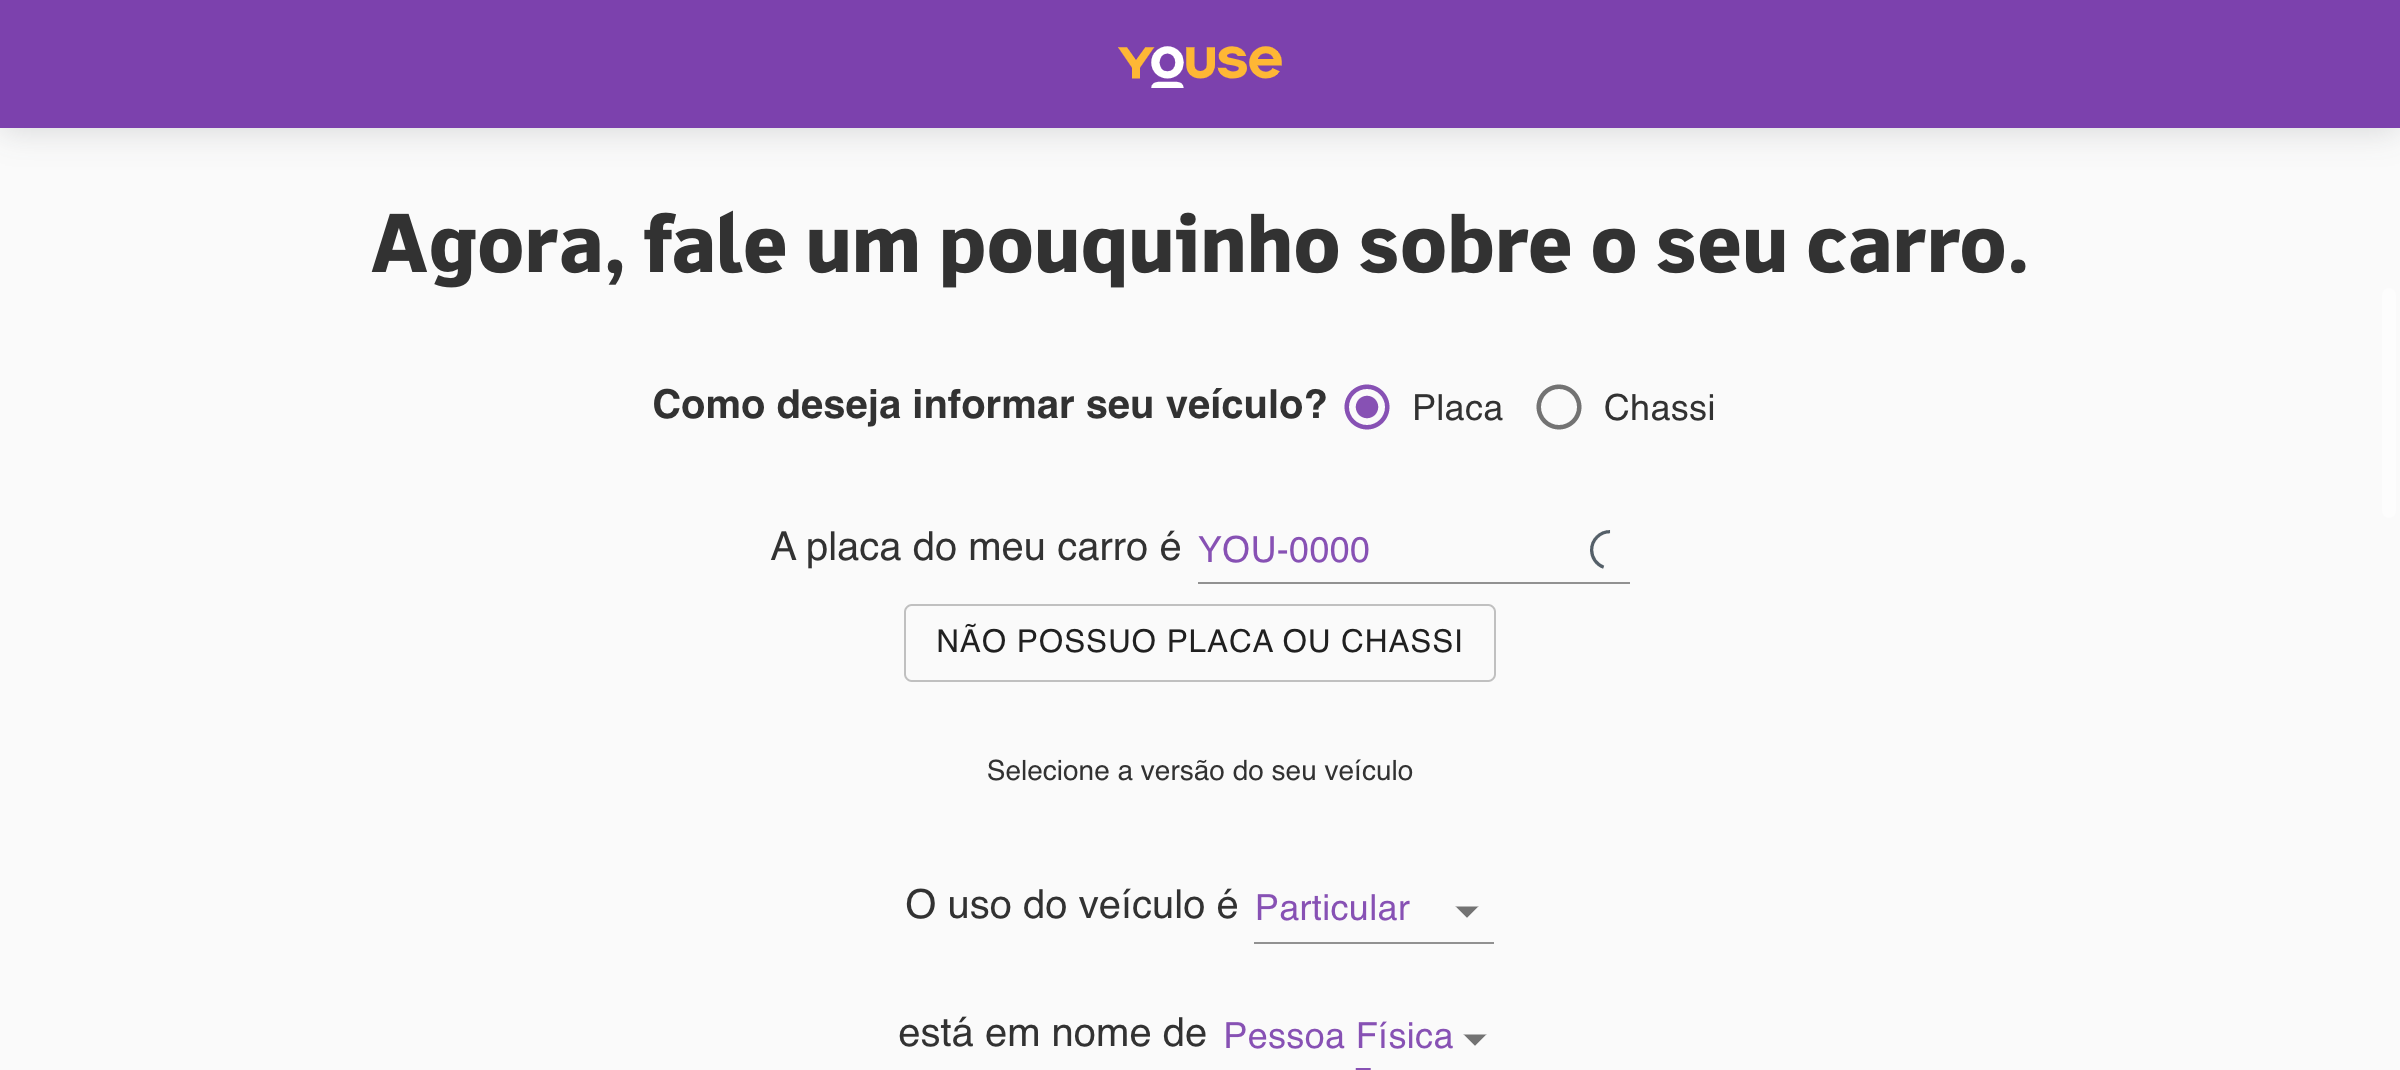 Youse
Agora, fale um pouquinho sobre o seu carro.
Como deseja informar seu veículo? Placa Chassi
A placa do meu carro é YOU-0000
NÃO POSSUO PLACA OU CHASSI
Selecione a versão do seu veículo
O uso do veículo é Particular
está em nome de Pessoa Física